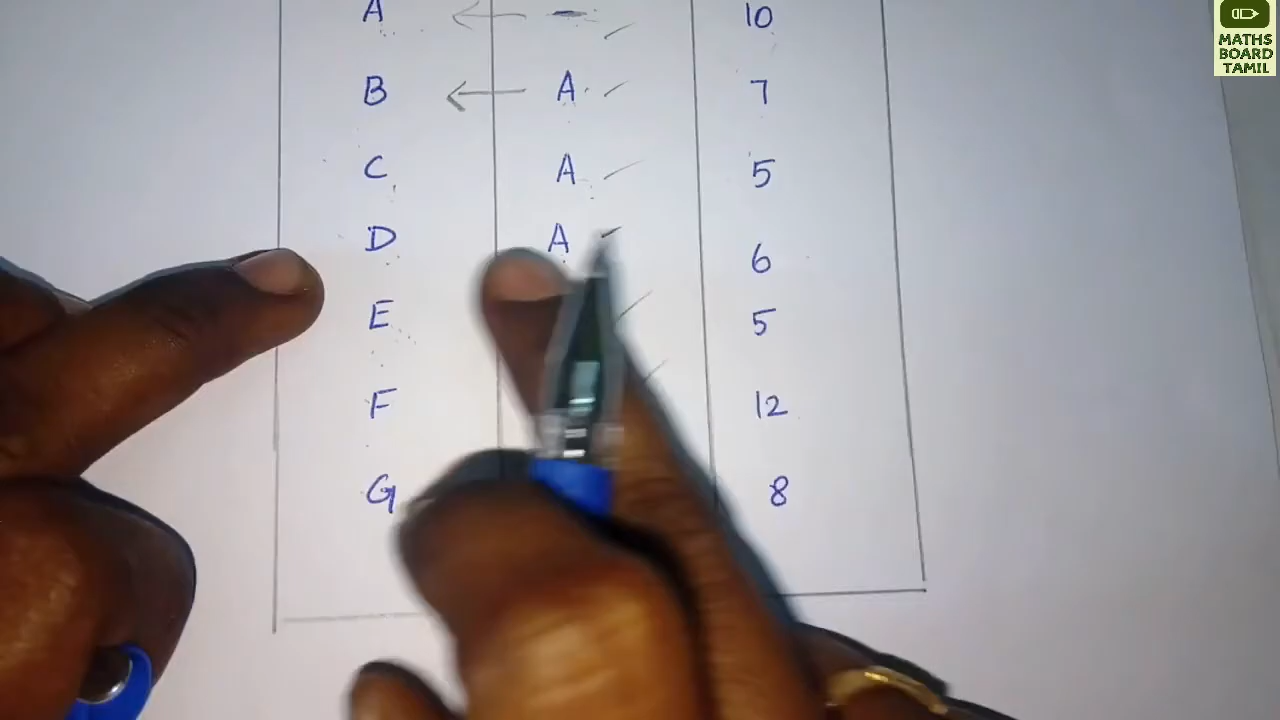 A - 10
B A 7
C A 5
D A 6
E 5
F 12
G 8
MATHS
BOARD
TAMIL